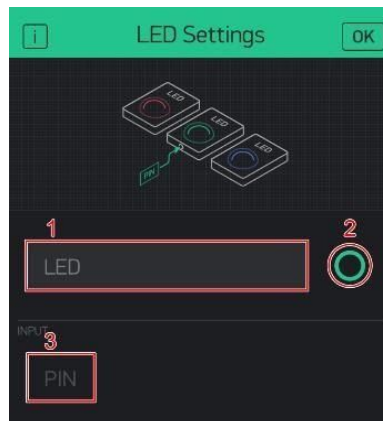 i LED Settings OK
LED
LED
LED
PIN
1 2
LED
INPUT
3
PIN